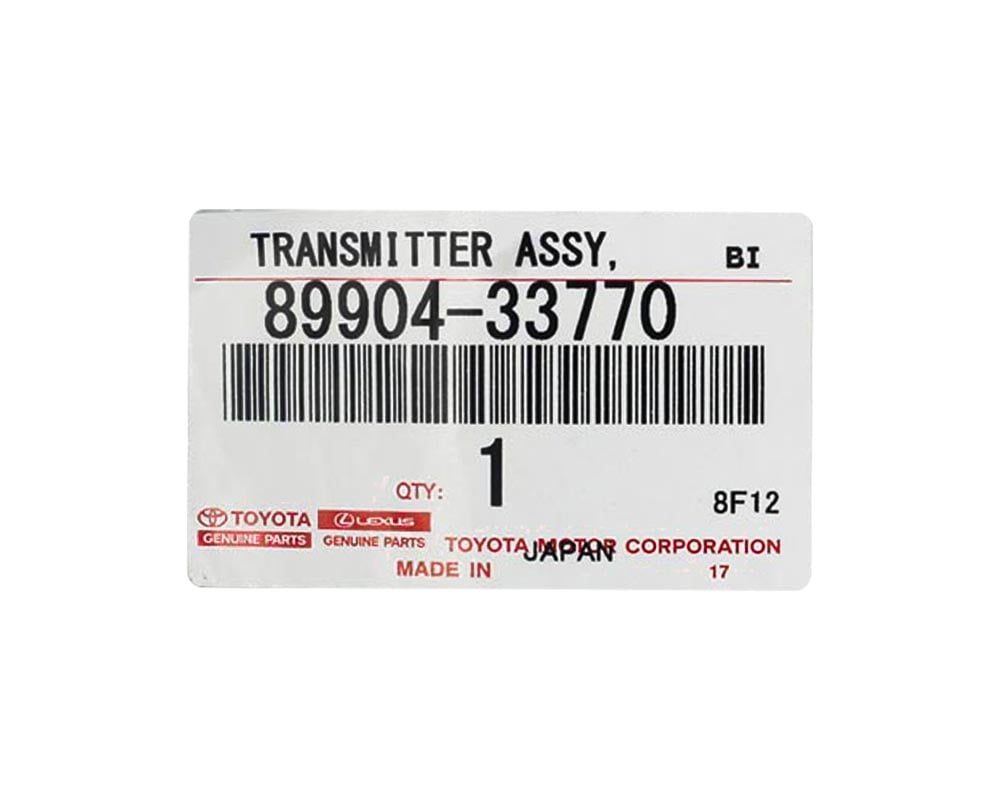 TRANSMITTER ASSY, BI
89904-33770
QTY: 1
8F12
TOYOTA LEXUS
GENUINE PARTS GENUINE PARTS TOYOTA MOTOR CORPORATION
MADE IN JAPAN 17